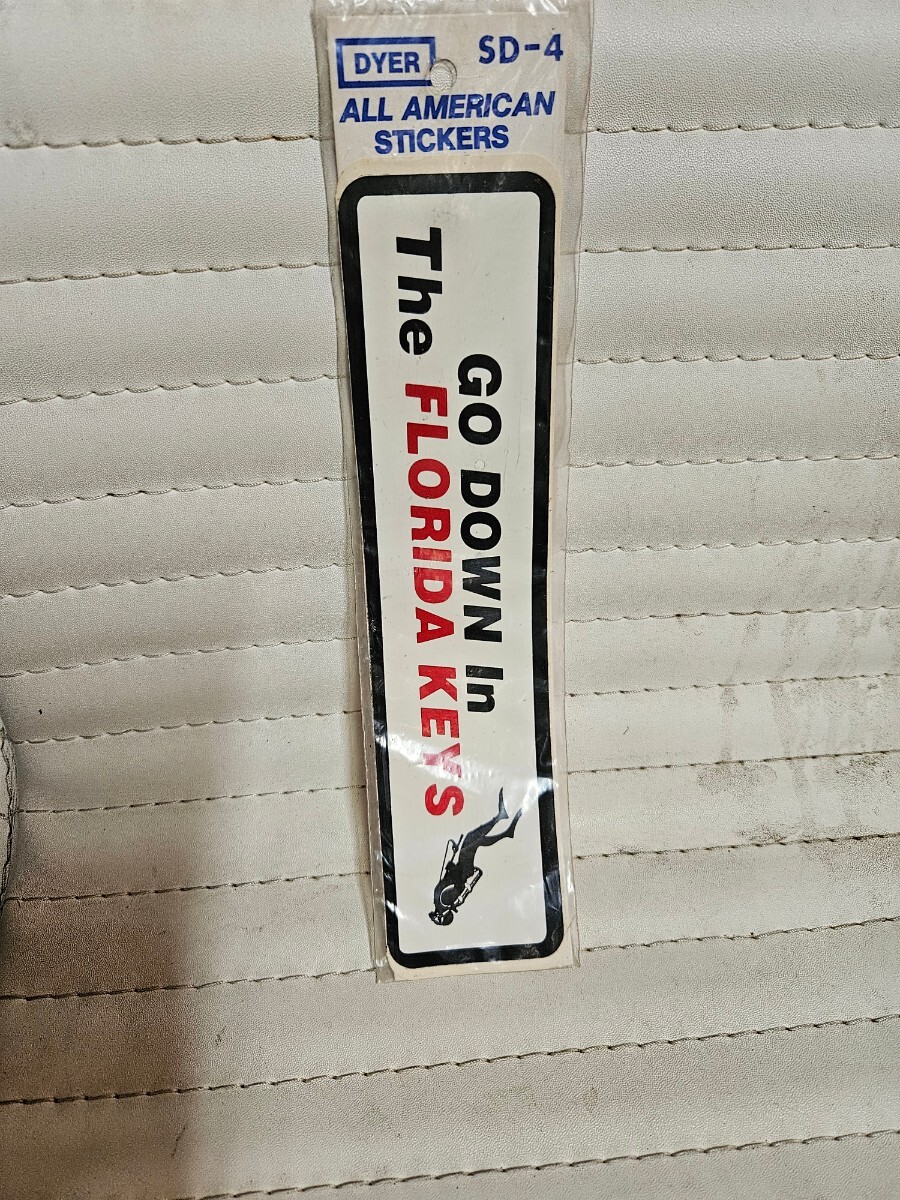 DYER
SD-4
ALL AMERICAN
STICKERS
GO DOWN In
The FLORIDA KEYS